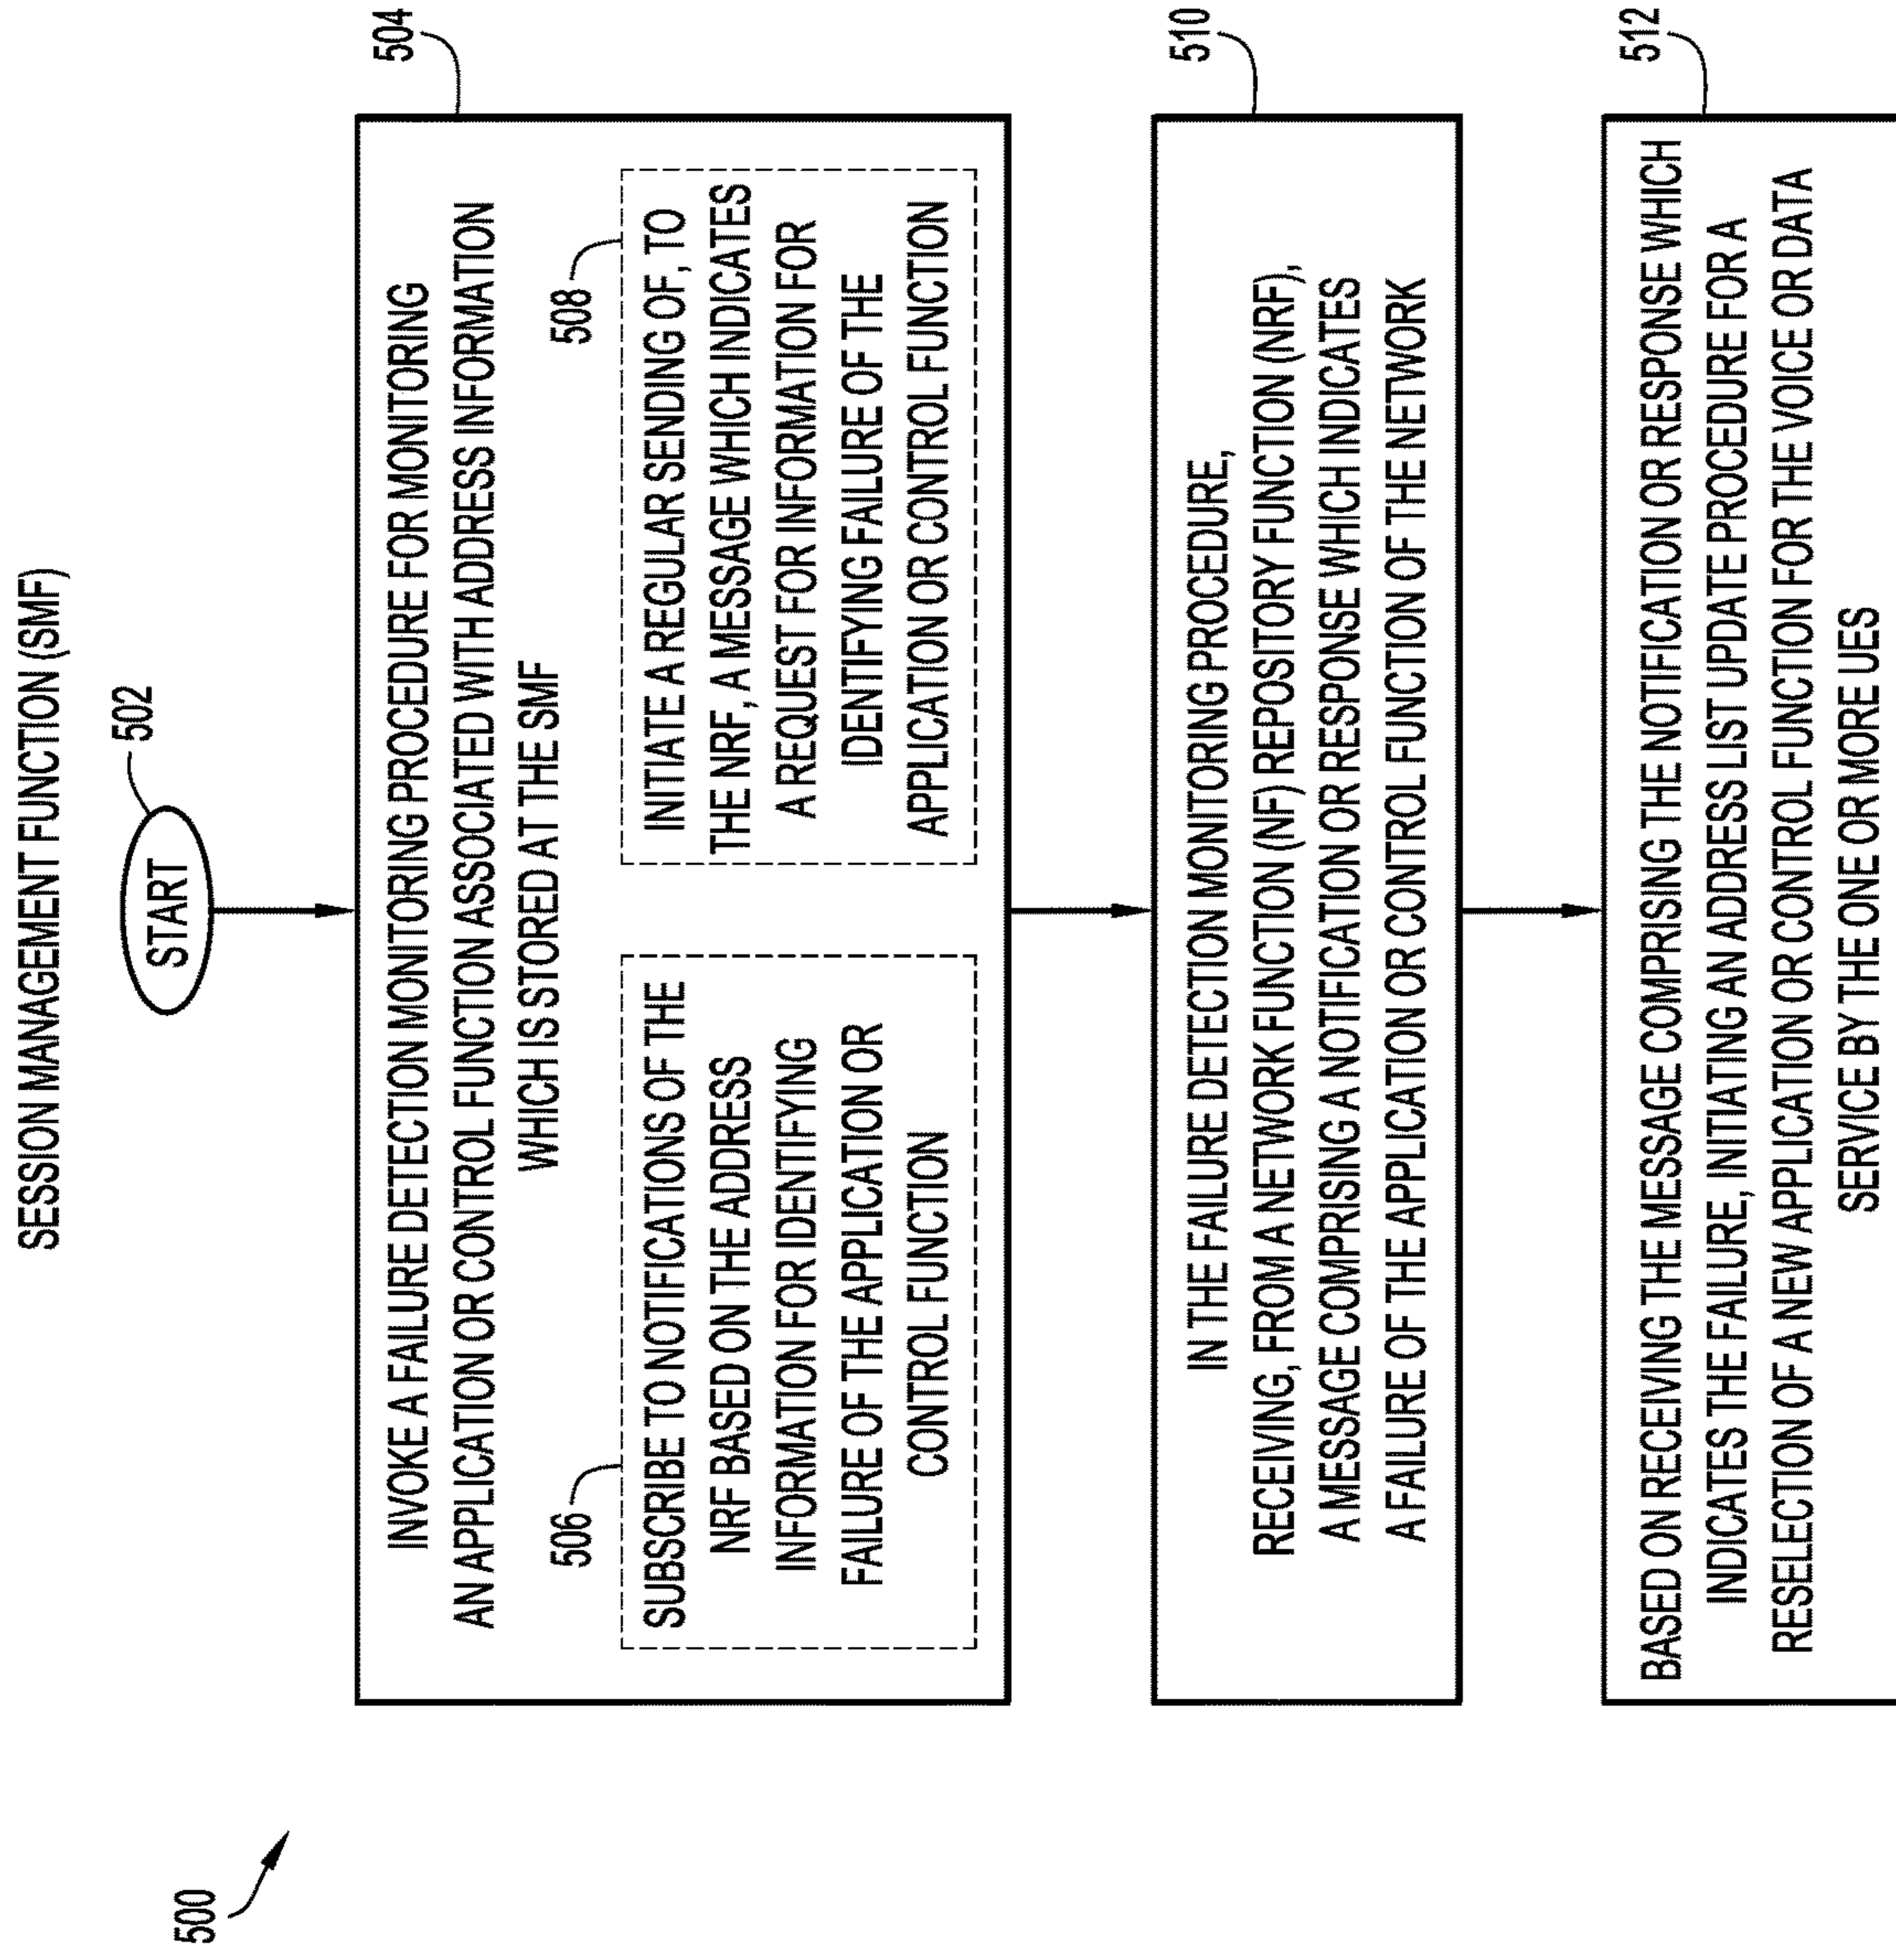 SESSION MANAGEMENT FUNCTION (SMF)
500
502
START
504
INVOKE A FAILURE DETECTION MONITORING PROCEDURE FOR MONITORING
AN APPLICATION OR CONTROL FUNCTION ASSOCIATED WITH ADDRESS INFORMATION
WHICH IS STORED AT THE SMF
506
SUBSCRIBE TO NOTIFICATIONS OF THE
NRF BASED ON THE ADDRESS
INFORMATION FOR IDENTIFYING
FAILURE OF THE APPLICATION OR
CONTROL FUNCTION
508
INITIATE A REGULAR SENDING OF, TO
THE NRF, A MESSAGE WHICH INDICATES
A REQUEST FOR INFORMATION FOR
IDENTIFYING FAILURE OF THE
APPLICATION OR CONTROL FUNCTION
510
IN THE FAILURE DETECTION MONITORING PROCEDURE,
RECEIVING, FROM A NETWORK FUNCTION (NF) REPOSITORY FUNCTION (NRF),
A MESSAGE COMPRISING A NOTIFICATION OR RESPONSE WHICH INDICATES
A FAILURE OF THE APPLICATION OR CONTROL FUNCTION OF THE NETWORK
512
BASED ON RECEIVING THE MESSAGE COMPRISING THE NOTIFICATION OR RESPONSE WHICH
INDICATES THE FAILURE, INITIATING AN ADDRESS LIST UPDATE PROCEDURE FOR A
RESELECTION OF A NEW APPLICATION OR CONTROL FUNCTION FOR THE VOICE OR DATA
SERVICE BY THE ONE OR MORE UES